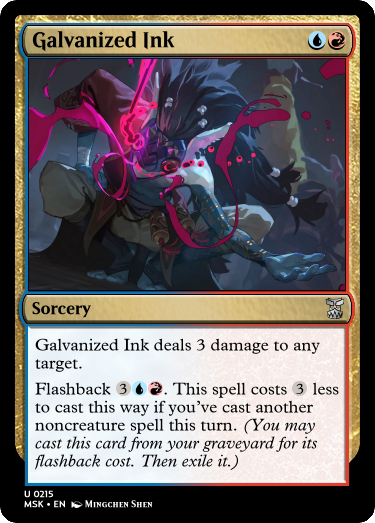 Galvanized Ink
Sorcery
Galvanized Ink deals 3 damage to any
target.
Flashback 3. This spell costs 3 less
to cast this way if you've cast another
noncreature spell this turn. (You may
cast this card from your graveyard for its
flashback cost. Then exile it.)
U 0215
MSK • EN Mingchen Shen